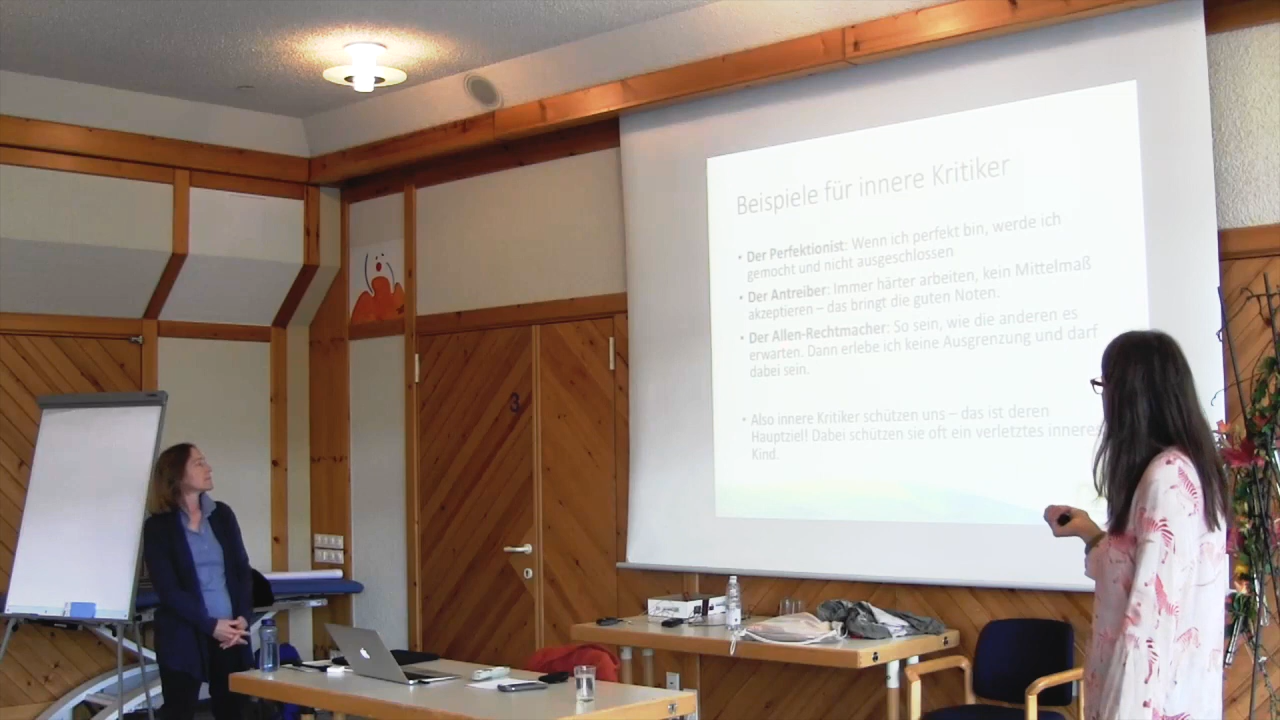 Beispiele für innere Kritiker
• Der Perfektionist: Wenn ich perfekt bin, werde ich
gemocht und nicht ausgeschlossen
• Der Antreiber: Immer härter arbeiten, kein Mittelmaß
akzeptieren – das bringt die guten Noten.
• Der Allen-Rechtmacher: So sein, wie die anderen es
erwarten. Dann erlebe ich keine Ausgrenzung und darf
dabei sein.
• Also innere Kritiker schützen uns – das ist deren
Hauptziel! Dabei schützen sie oft ein verletztes inneres
Kind.
3